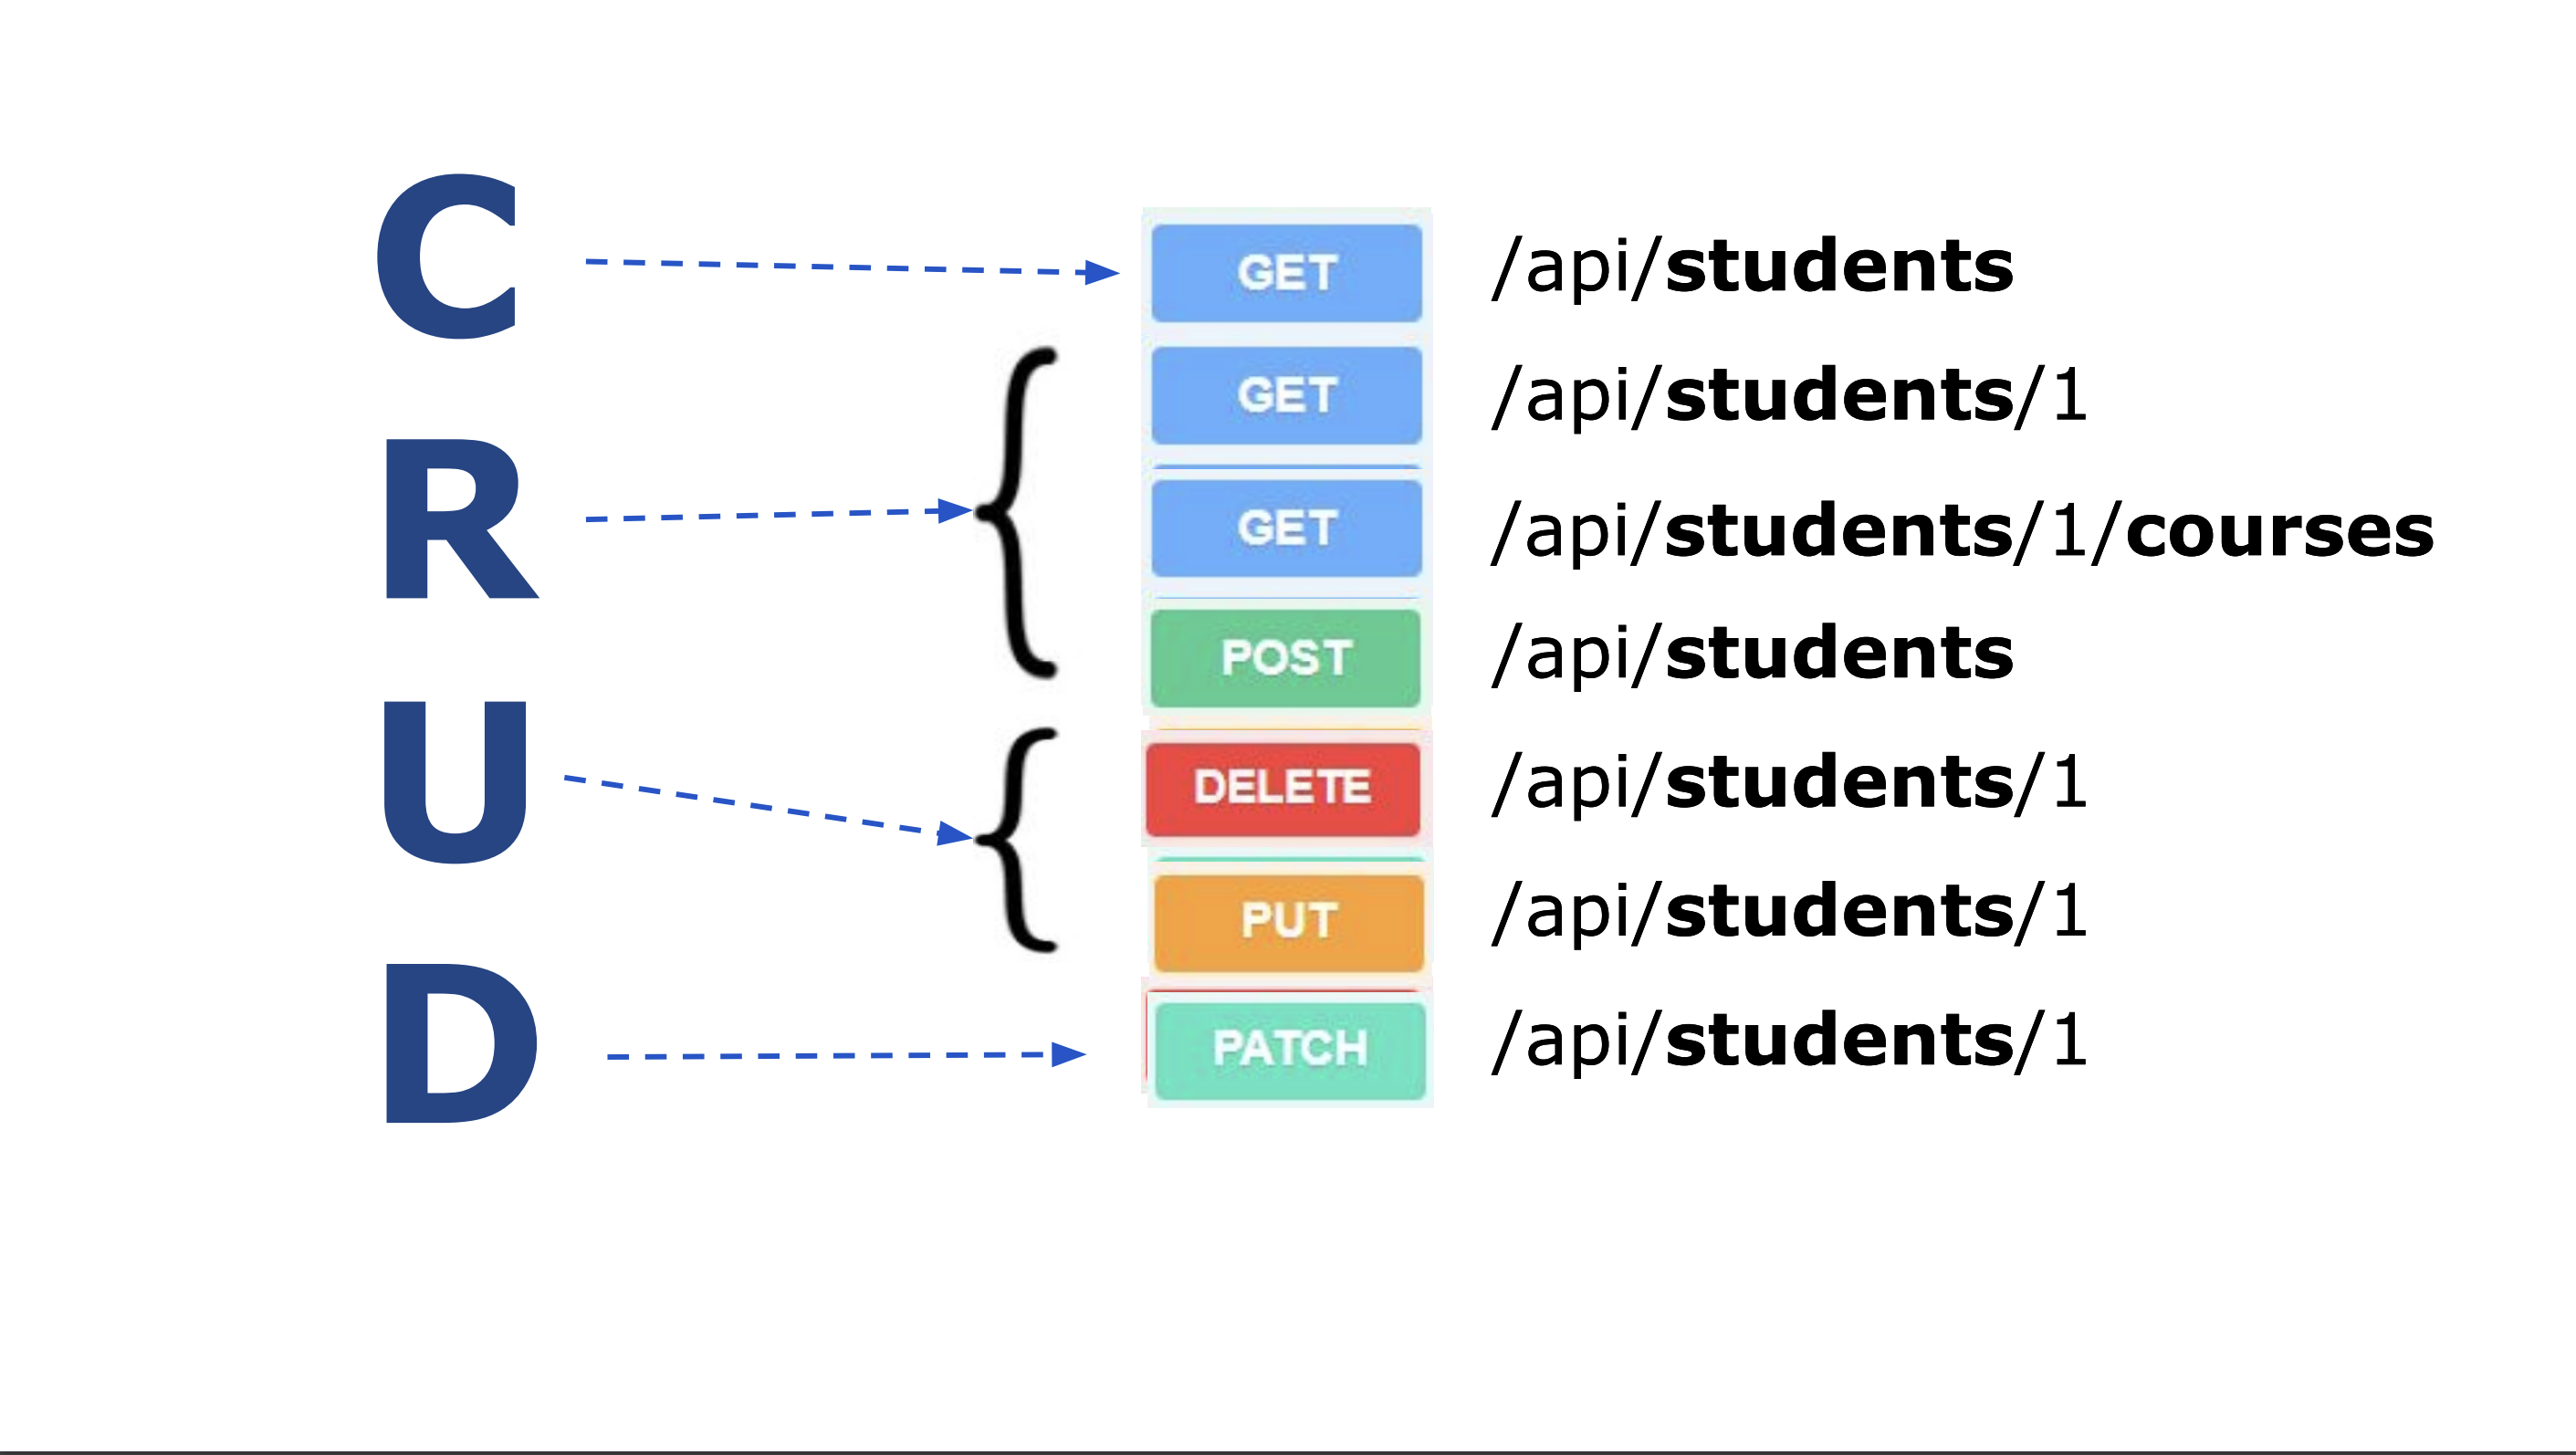 C
GET /api/students
GET /api/students/1
R
GET /api/students/1/courses
POST /api/students
U
DELETE /api/students/1
PUT /api/students/1
D
PATCH /api/students/1